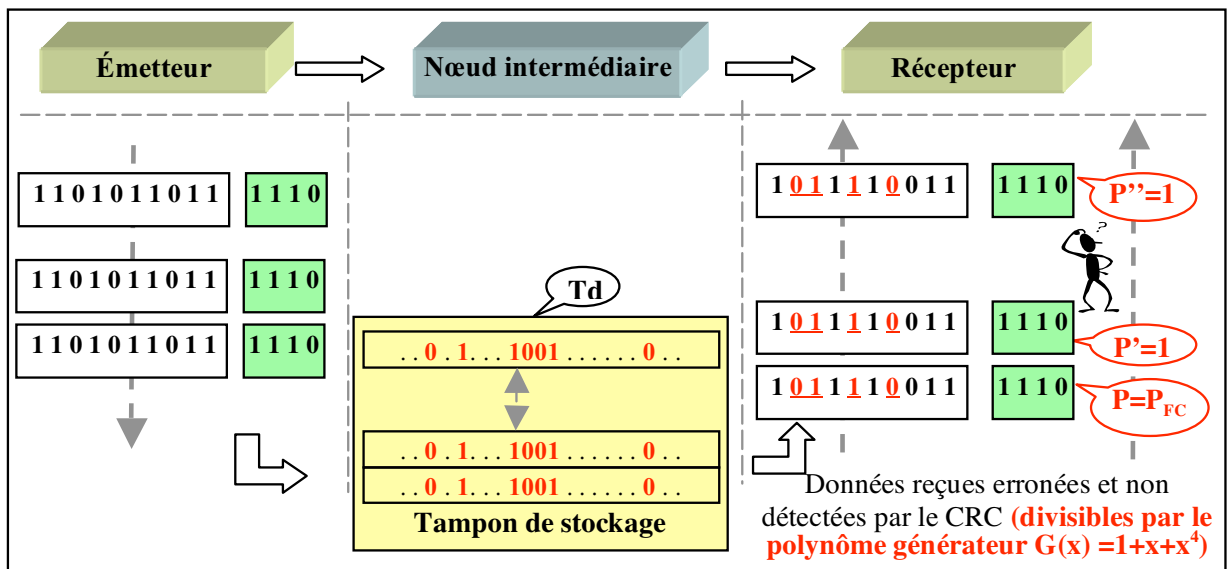 Émetteur
Nœud intermédiaire
Récepteur
1 1 0 1 0 1 1 0 1 1 1 1 1 0
1 1 0 1 0 1 1 0 1 1 1 1 1 0
1 1 0 1 0 1 1 0 1 1 1 1 1 0
Td
. . 0 . 1 . . . 1001 . . . . . . 0 . .
. . 0 . 1 . . . 1001 . . . . . . 0 . .
. . 0 . 1 . . . 1001 . . . . . . 0 . .
Tampon de stockage
1 0 1 1 1 1 0 0 1 1 1 1 1 0
P’’=1
?
1 0 1 1 1 1 0 0 1 1 1 1 1 0
P’=1
1 0 1 1 1 1 0 0 1 1 1 1 1 0
P=PFC
Données reçues erronées et non
détectées par le CRC (divisibles par le
polynôme générateur G(x) =1+x+x⁴)